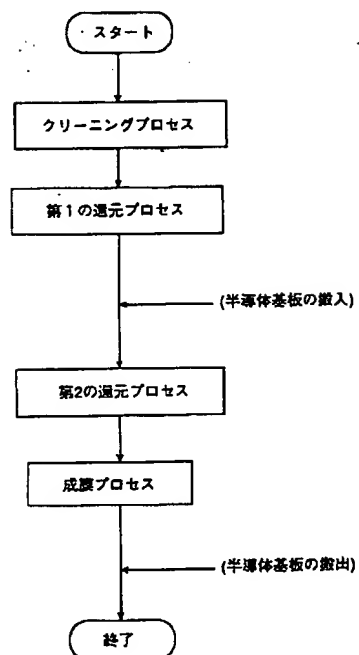 スタート
クリーニングプロセス
第1の還元プロセス
(半導体基板の搬入)
第2の還元プロセス
成膜プロセス
(半導体基板の搬出)
終了